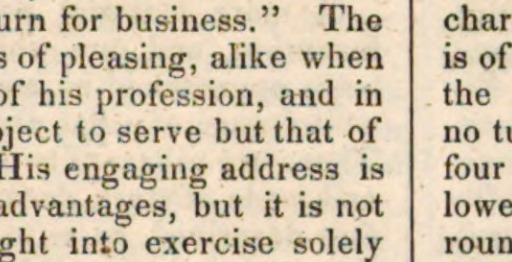 urn for business." The
s of pleasing, alike when
of his profession, and in
ject to serve but that of
His engaging address is
advantages, but it is not
ght into exercise solely
char
is of
the
no tu
four
lowe
roun